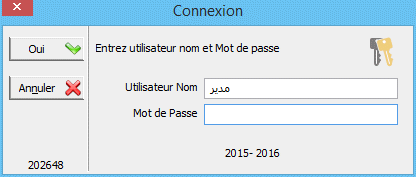 Connexion
Oui
Entrez utilisateur nom et Mot de passe
Annuler
Utilisateur Nom
مدير
Mot de Passe
2015- 2016
202648